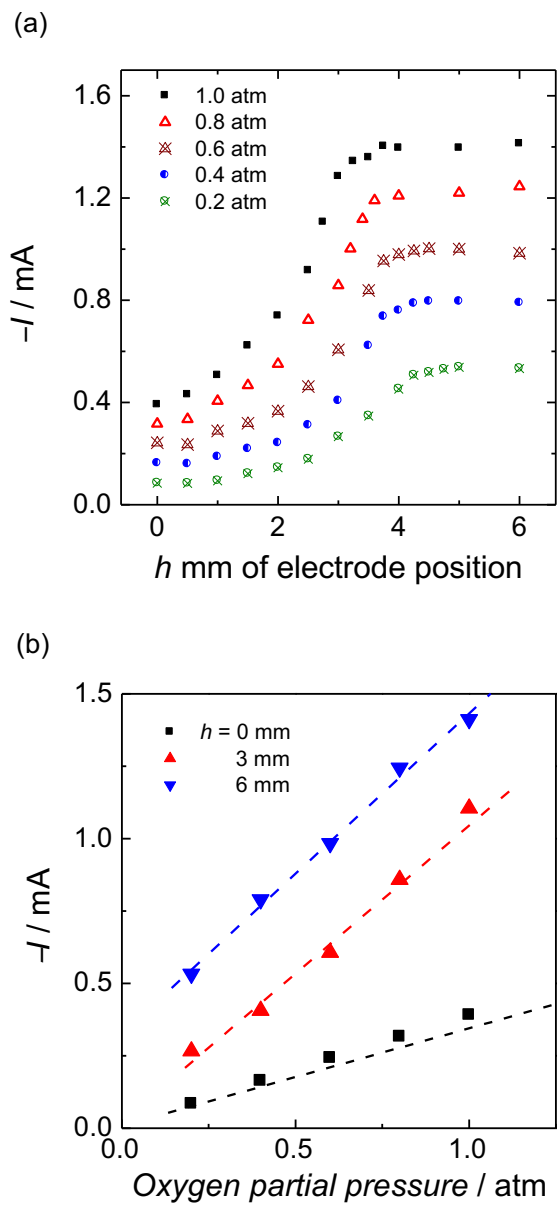 (a)
1.6
1.2
0.8
0.4
0.0
–I / mA
1.0 atm
0.8 atm
0.6 atm
0.4 atm
0.2 atm
0 2 4 6
h mm of electrode position
(b)
1.5
1.0
0.5
0.0
–I / mA
h = 0 mm
3 mm
6 mm
0.0 0.5 1.0
Oxygen partial pressure / atm